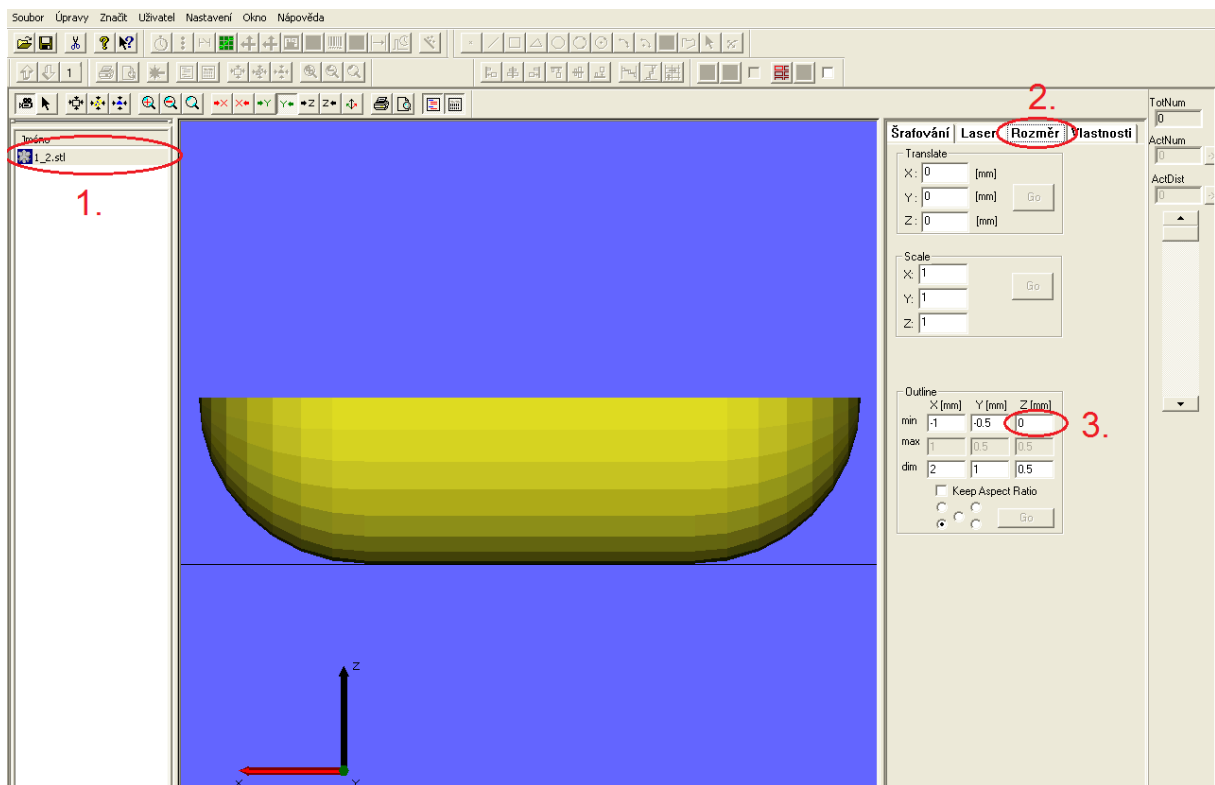 Soubor Úpravy Značit Uživatel Nastavení Okno Nápověda
1
X X Y Y Z Z
2.
TotNum
0
Jméno
Šrafování Laser Rozměr Vlastnosti
ActNum
0
1_2.stl
Translate
X: 0 [mm]
ActDist
0
1.
Y: 0 [mm] Go
Z: 0 [mm]
Scale
X: 1
Go
Y: 1
Z: 1
Outline
X [mm] Y [mm] Z [mm]
min -1 -0.5 0
3.
max 1 0.5 0.5
dim 2 1 0.5
Keep Aspect Ratio
Go
Z
X Y